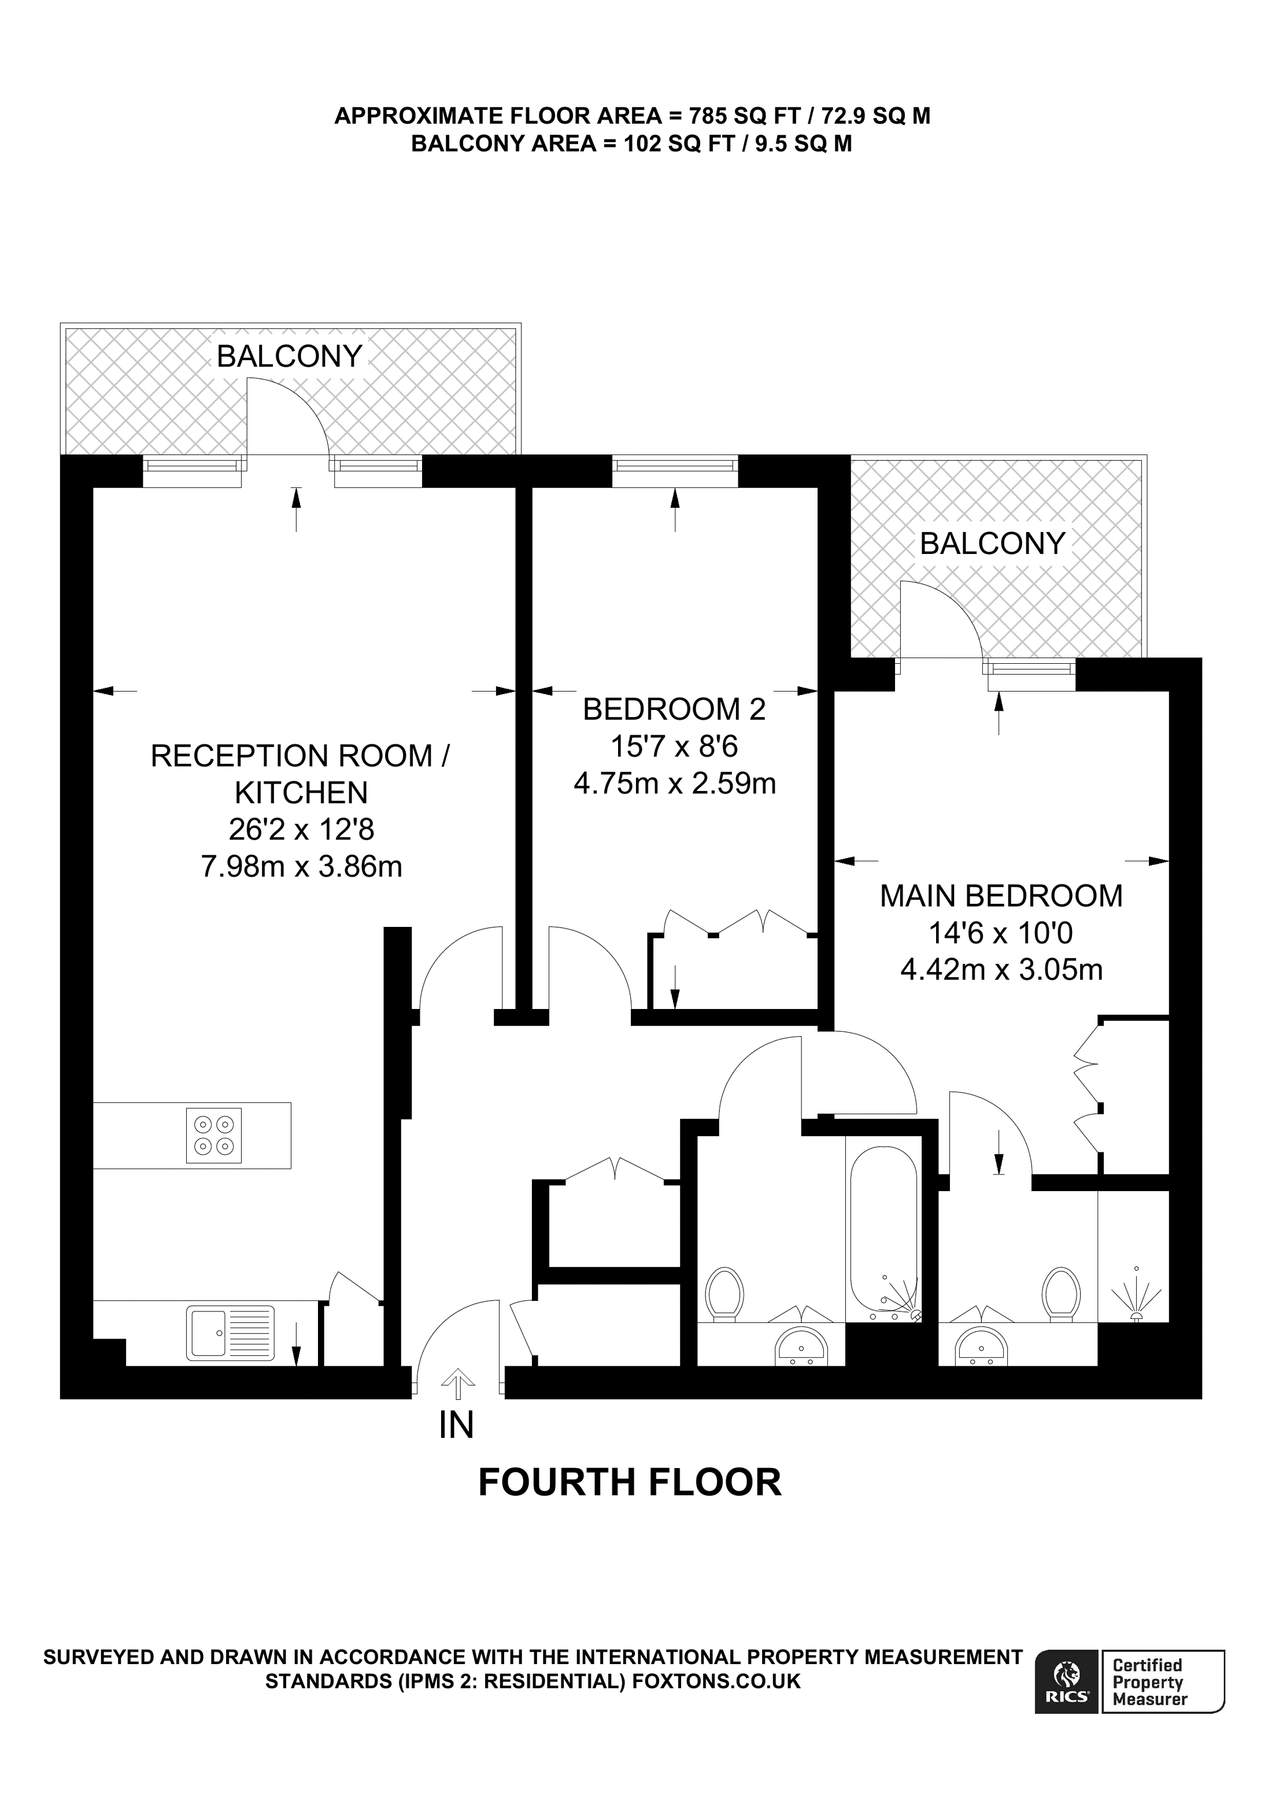 APPROXIMATE FLOOR AREA = 785 SQ FT / 72.9 SQ M
BALCONY AREA = 102 SQ FT / 9.5 SQ M
BALCONY
BALCONY
BEDROOM 2
15'7 x 8'6
4.75m x 2.59m
RECEPTION ROOM /
KITCHEN
26'2 x 12'8
7.98m x 3.86m
MAIN BEDROOM
14'6 x 10'0
4.42m x 3.05m
IN
FOURTH FLOOR
SURVEYED AND DRAWN IN ACCORDANCE WITH THE INTERNATIONAL PROPERTY MEASUREMENT
STANDARDS (IPMS 2: RESIDENTIAL) FOXTONS.CO.UK
RICS
Certified
Property
Measurer